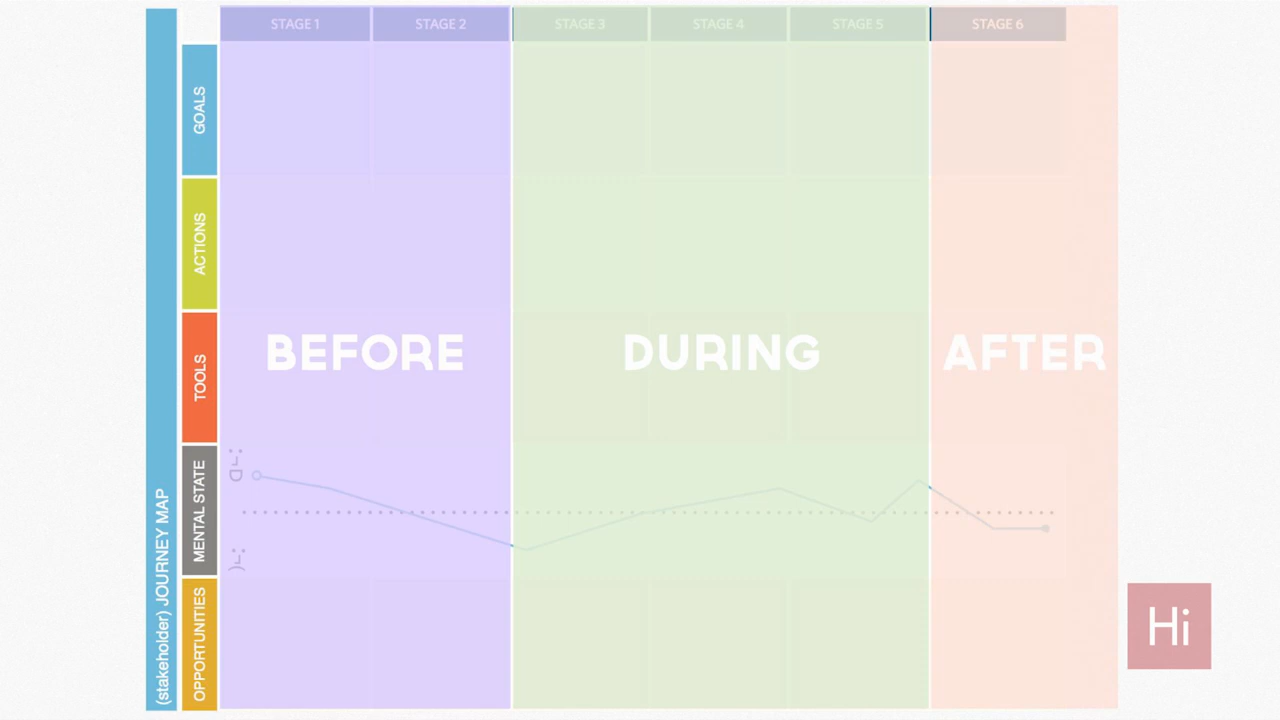 STAGE 1
STAGE 2
STAGE 3
STAGE 4
STAGE 5
STAGE 6
(stakeholder) JOURNEY MAP
GOALS
ACTIONS
TOOLS
BEFORE
DURING
AFTER
MENTAL STATE
:-D
:-(
OPPORTUNITIES
Hi